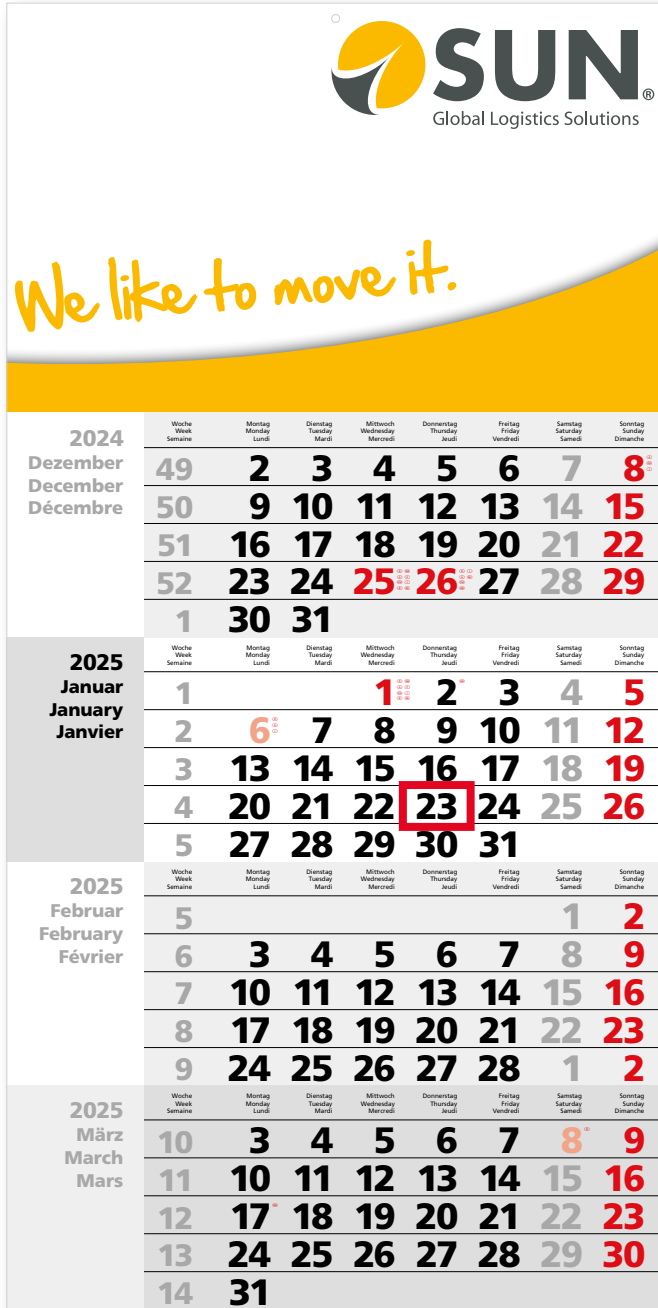 SUN®
Global Logistics Solutions
We like to move it.
2024
Dezember
December
Décembre
Woche Montag Dienstag Mittwoch Donnerstag Freitag Samstag Sonntag
Week Monday Tuesday Wednesday Thursday Friday Saturday Sunday
Semaine Lundi Mardi Mercredi Jeudi Vendredi Samedi Dimanche
49 2 3 4 5 6 7 8
50 9 10 11 12 13 14 15
51 16 17 18 19 20 21 22
52 23 24 25 26 27 28 29
1 30 31
2025
Januar
January
Janvier
Woche Montag Dienstag Mittwoch Donnerstag Freitag Samstag Sonntag
Week Monday Tuesday Wednesday Thursday Friday Saturday Sunday
Semaine Lundi Mardi Mercredi Jeudi Vendredi Samedi Dimanche
1 1 2 3 4 5
2 6 7 8 9 10 11 12
3 13 14 15 16 17 18 19
4 20 21 22 23 24 25 26
5 27 28 29 30 31
2025
Februar
February
Février
Woche Montag Dienstag Mittwoch Donnerstag Freitag Samstag Sonntag
Week Monday Tuesday Wednesday Thursday Friday Saturday Sunday
Semaine Lundi Mardi Mercredi Jeudi Vendredi Samedi Dimanche
5 1 2
6 3 4 5 6 7 8 9
7 10 11 12 13 14 15 16
8 17 18 19 20 21 22 23
9 24 25 26 27 28 1 2
2025
März
March
Mars
Woche Montag Dienstag Mittwoch Donnerstag Freitag Samstag Sonntag
Week Monday Tuesday Wednesday Thursday Friday Saturday Sunday
Semaine Lundi Mardi Mercredi Jeudi Vendredi Samedi Dimanche
10 3 4 5 6 7 8 9
11 10 11 12 13 14 15 16
12 17 18 19 20 21 22 23
13 24 25 26 27 28 29 30
14 31